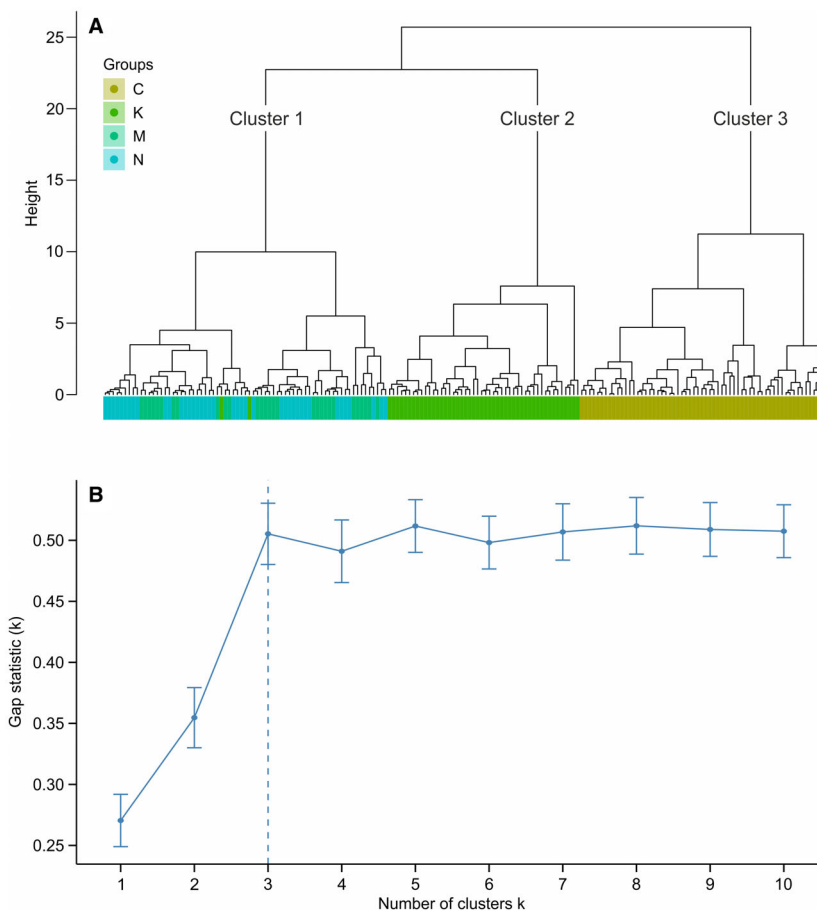 A
Groups
C
K
M
N
Cluster 1
Cluster 2
Cluster 3
Height
25
20
15
10
5
0
B
Gap statistic (k)
0.50
0.45
0.40
0.35
0.30
0.25
1 2 3 4 5 6 7 8 9 10
Number of clusters k